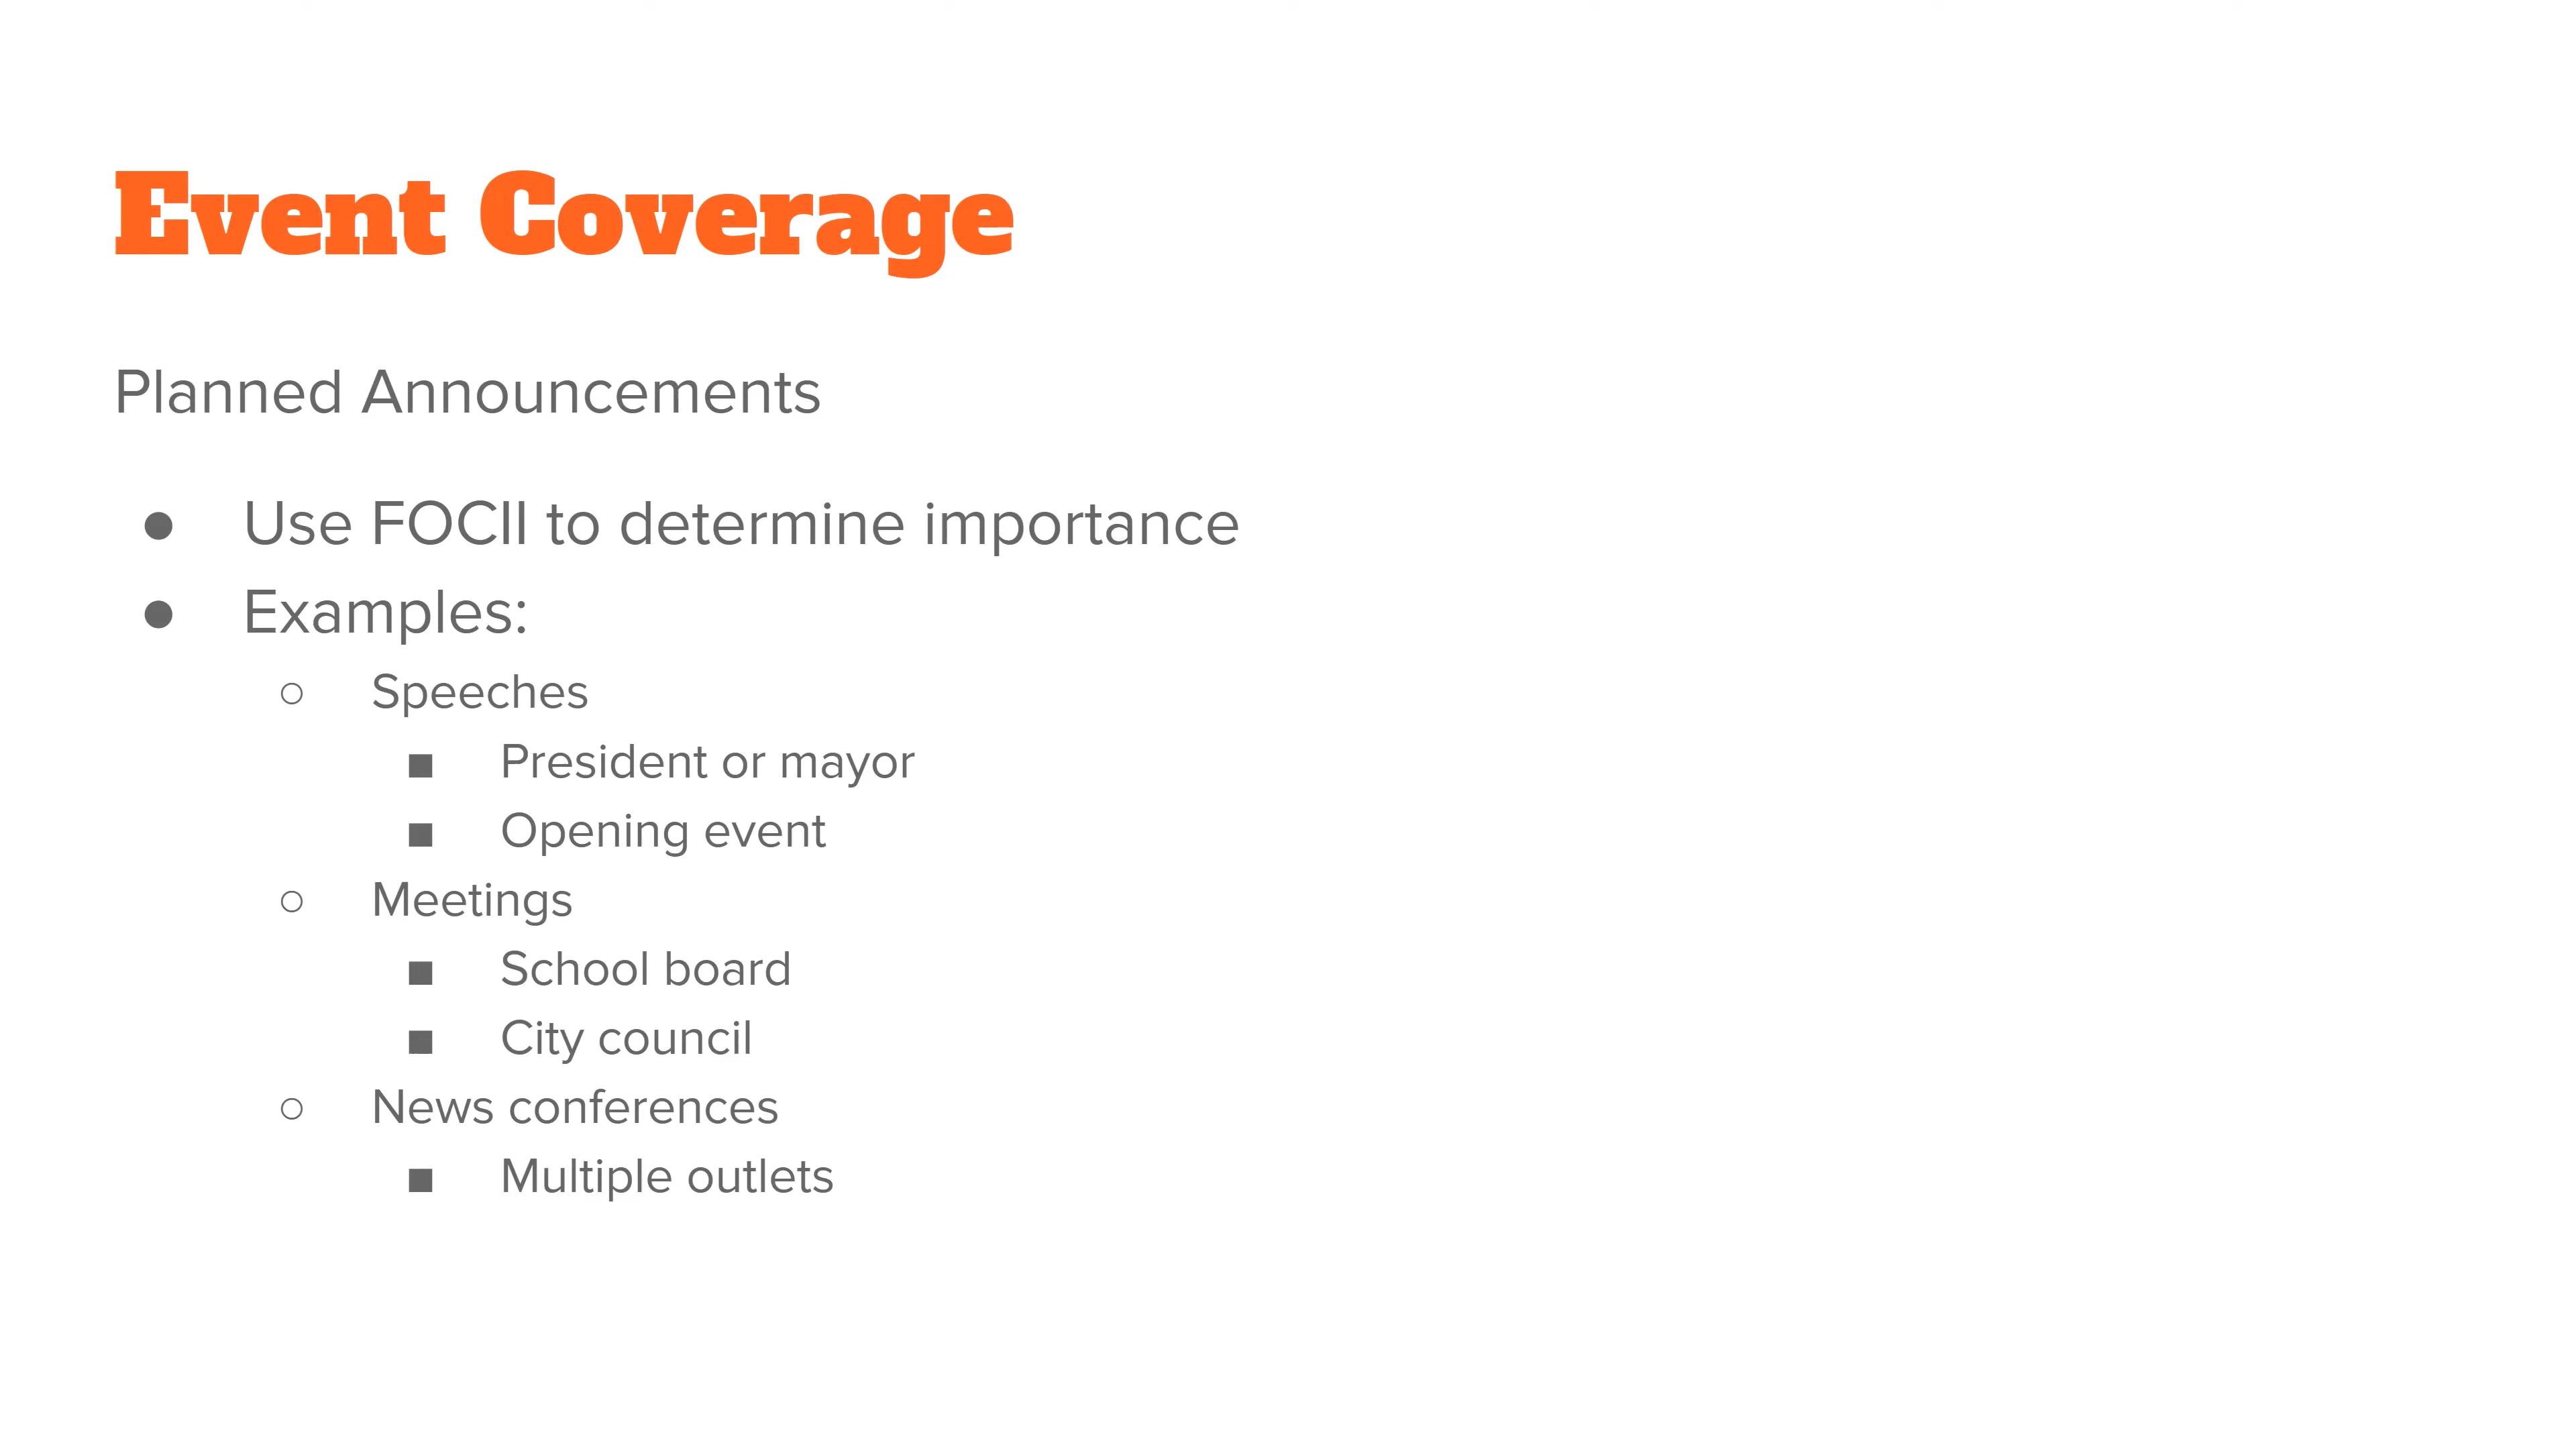 Event Coverage
Planned Announcements
● Use FOCII to determine importance
● Examples:
○ Speeches
■ President or mayor
■ Opening event
○ Meetings
■ School board
■ City council
○ News conferences
■ Multiple outlets